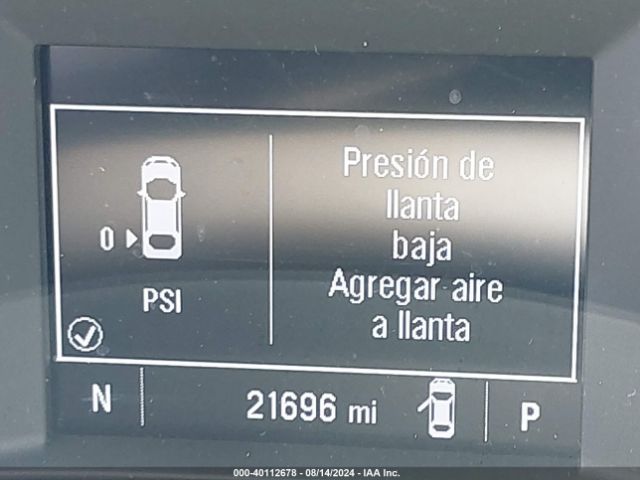 Presión de
llanta
baja
Agregar aire
a llanta
0
PSI
N
21696 mi
P
000-40112678 - 08/14/2024 - IAA Inc.